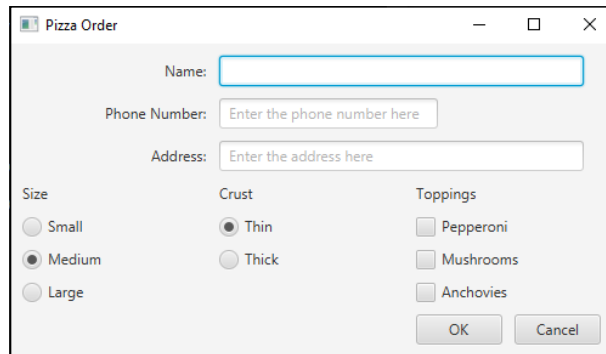 Pizza Order
Name:
Phone Number: Enter the phone number here
Address: Enter the address here
Size Crust Toppings
Small Thin Pepperoni
Medium Thick Mushrooms
Large Anchovies
OK Cancel